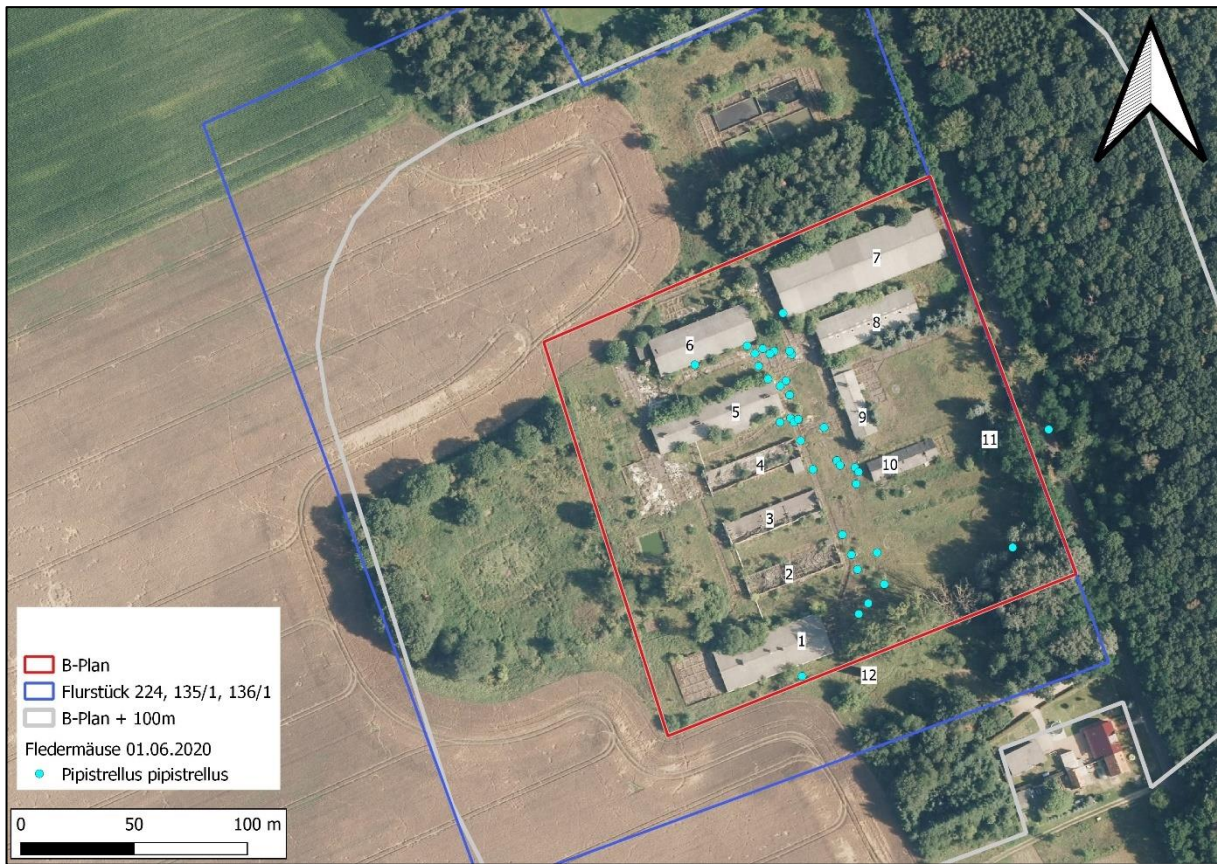 7
8
6
5
9
11
4
10
3
2
1
12
B-Plan
Flurstück 224, 135/1, 136/1
B-Plan + 100m
Fledermäuse 01.06.2020
Pipistrellus pipistrellus
0 50 100 m